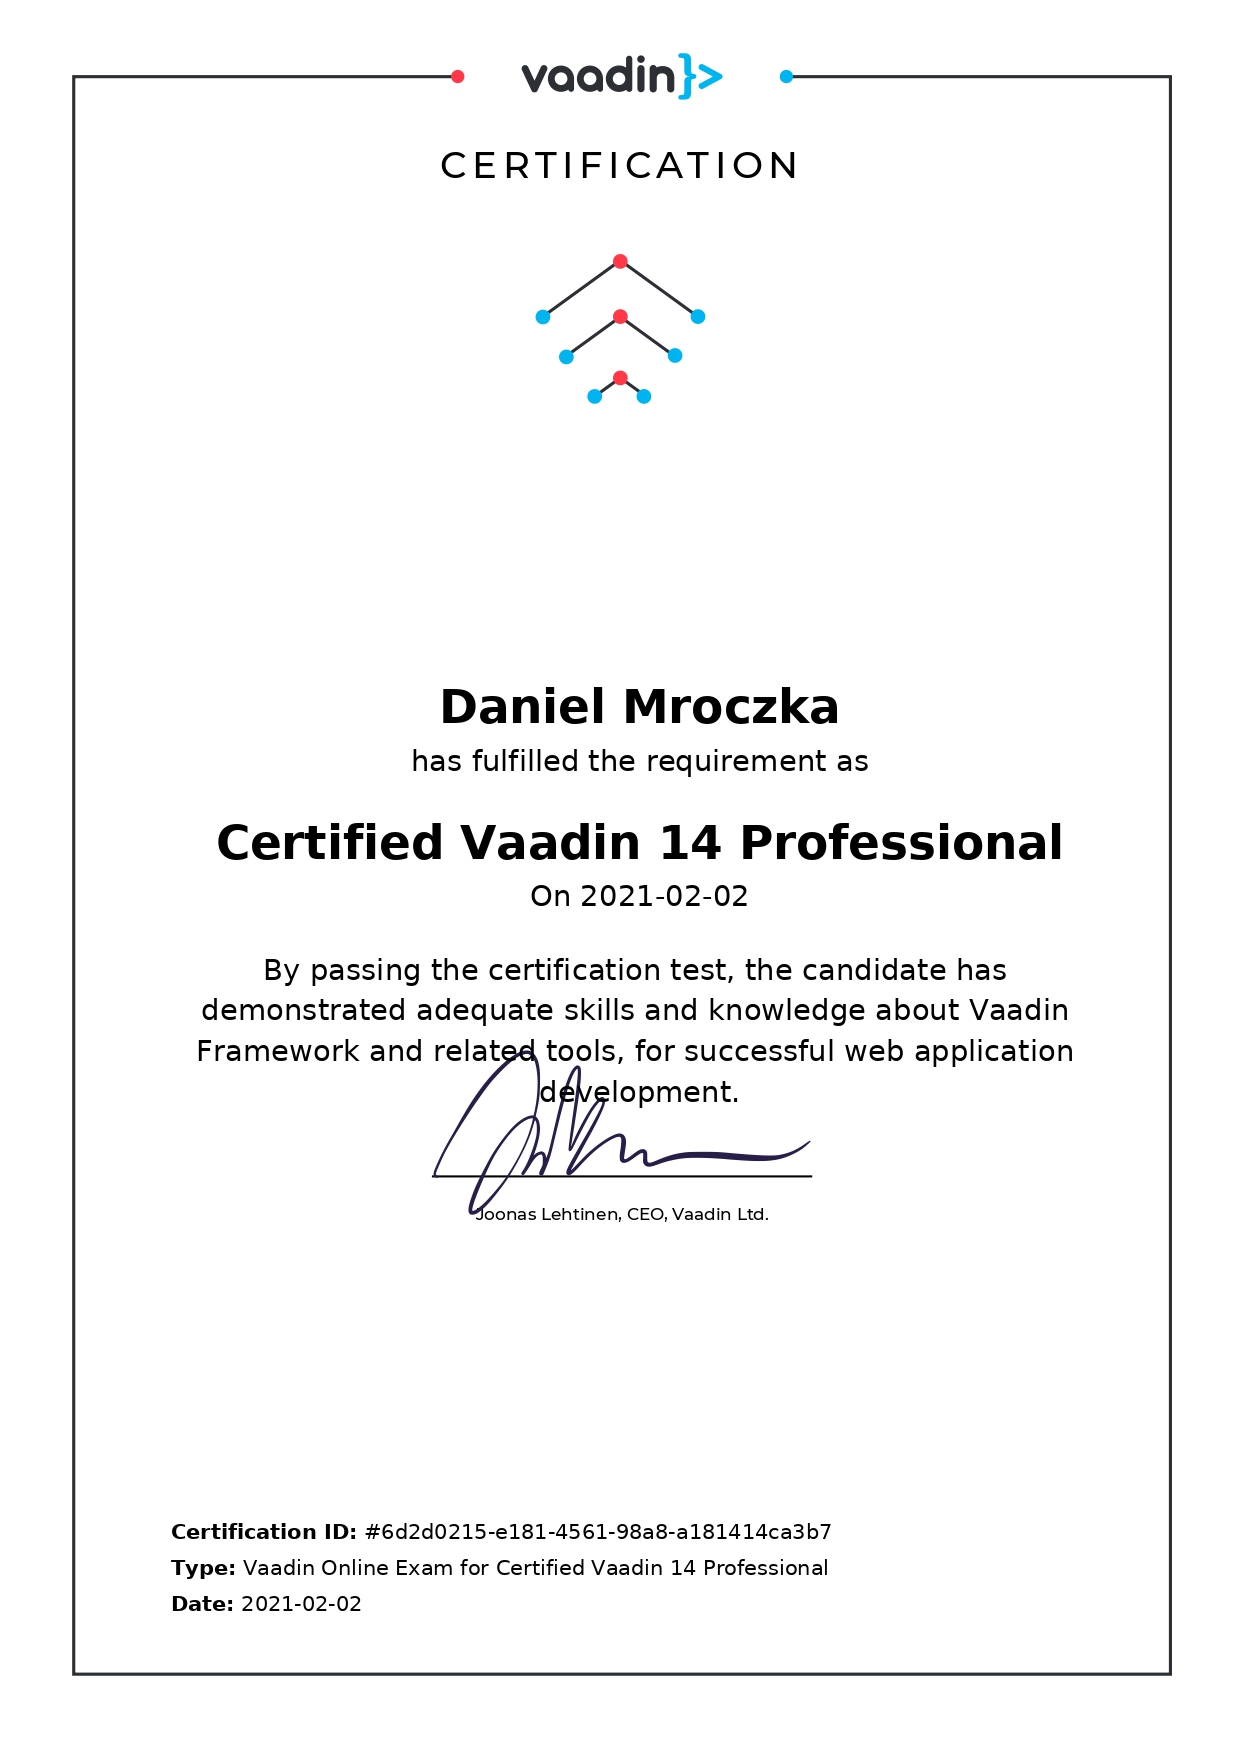 vaadin}>
CERTIFICATION
Daniel Mroczka
has fulfilled the requirement as
Certified Vaadin 14 Professional
On 2021-02-02
By passing the certification test, the candidate has
demonstrated adequate skills and knowledge about Vaadin
Framework and related tools, for successful web application
development.
Joonas Lehtinen, CEO, Vaadin Ltd.
Certification ID: #6d2d0215-e181-4561-98a8-a181414ca3b7
Type: Vaadin Online Exam for Certified Vaadin 14 Professional
Date: 2021-02-02